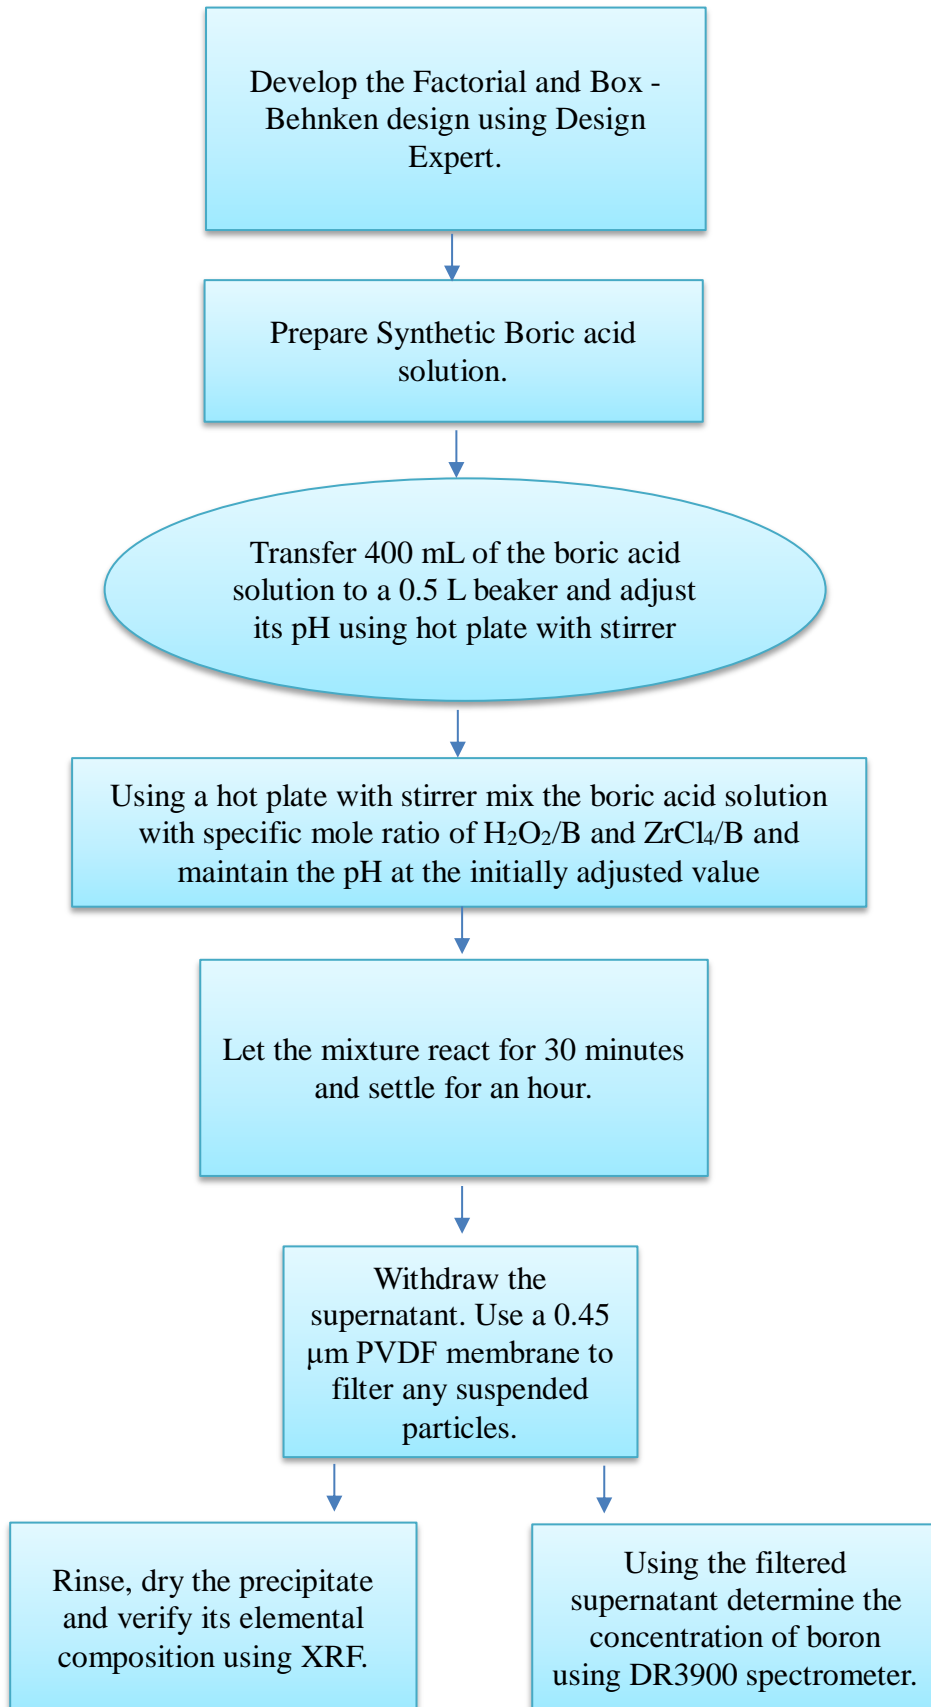 Develop the Factorial and Box -
Behnken design using Design
Expert.
Prepare Synthetic Boric acid
solution.
Transfer 400 mL of the boric acid
solution to a 0.5 L beaker and adjust
its pH using hot plate with stirrer
Using a hot plate with stirrer mix the boric acid solution
with specific mole ratio of H₂O₂/B and ZrCl₄/B and
maintain the pH at the initially adjusted value
Let the mixture react for 30 minutes
and settle for an hour.
Withdraw the
supernatant. Use a 0.45
µm PVDF membrane to
filter any suspended
particles.
Rinse, dry the precipitate
and verify its elemental
composition using XRF.
Using the filtered
supernatant determine the
concentration of boron
using DR3900 spectrometer.